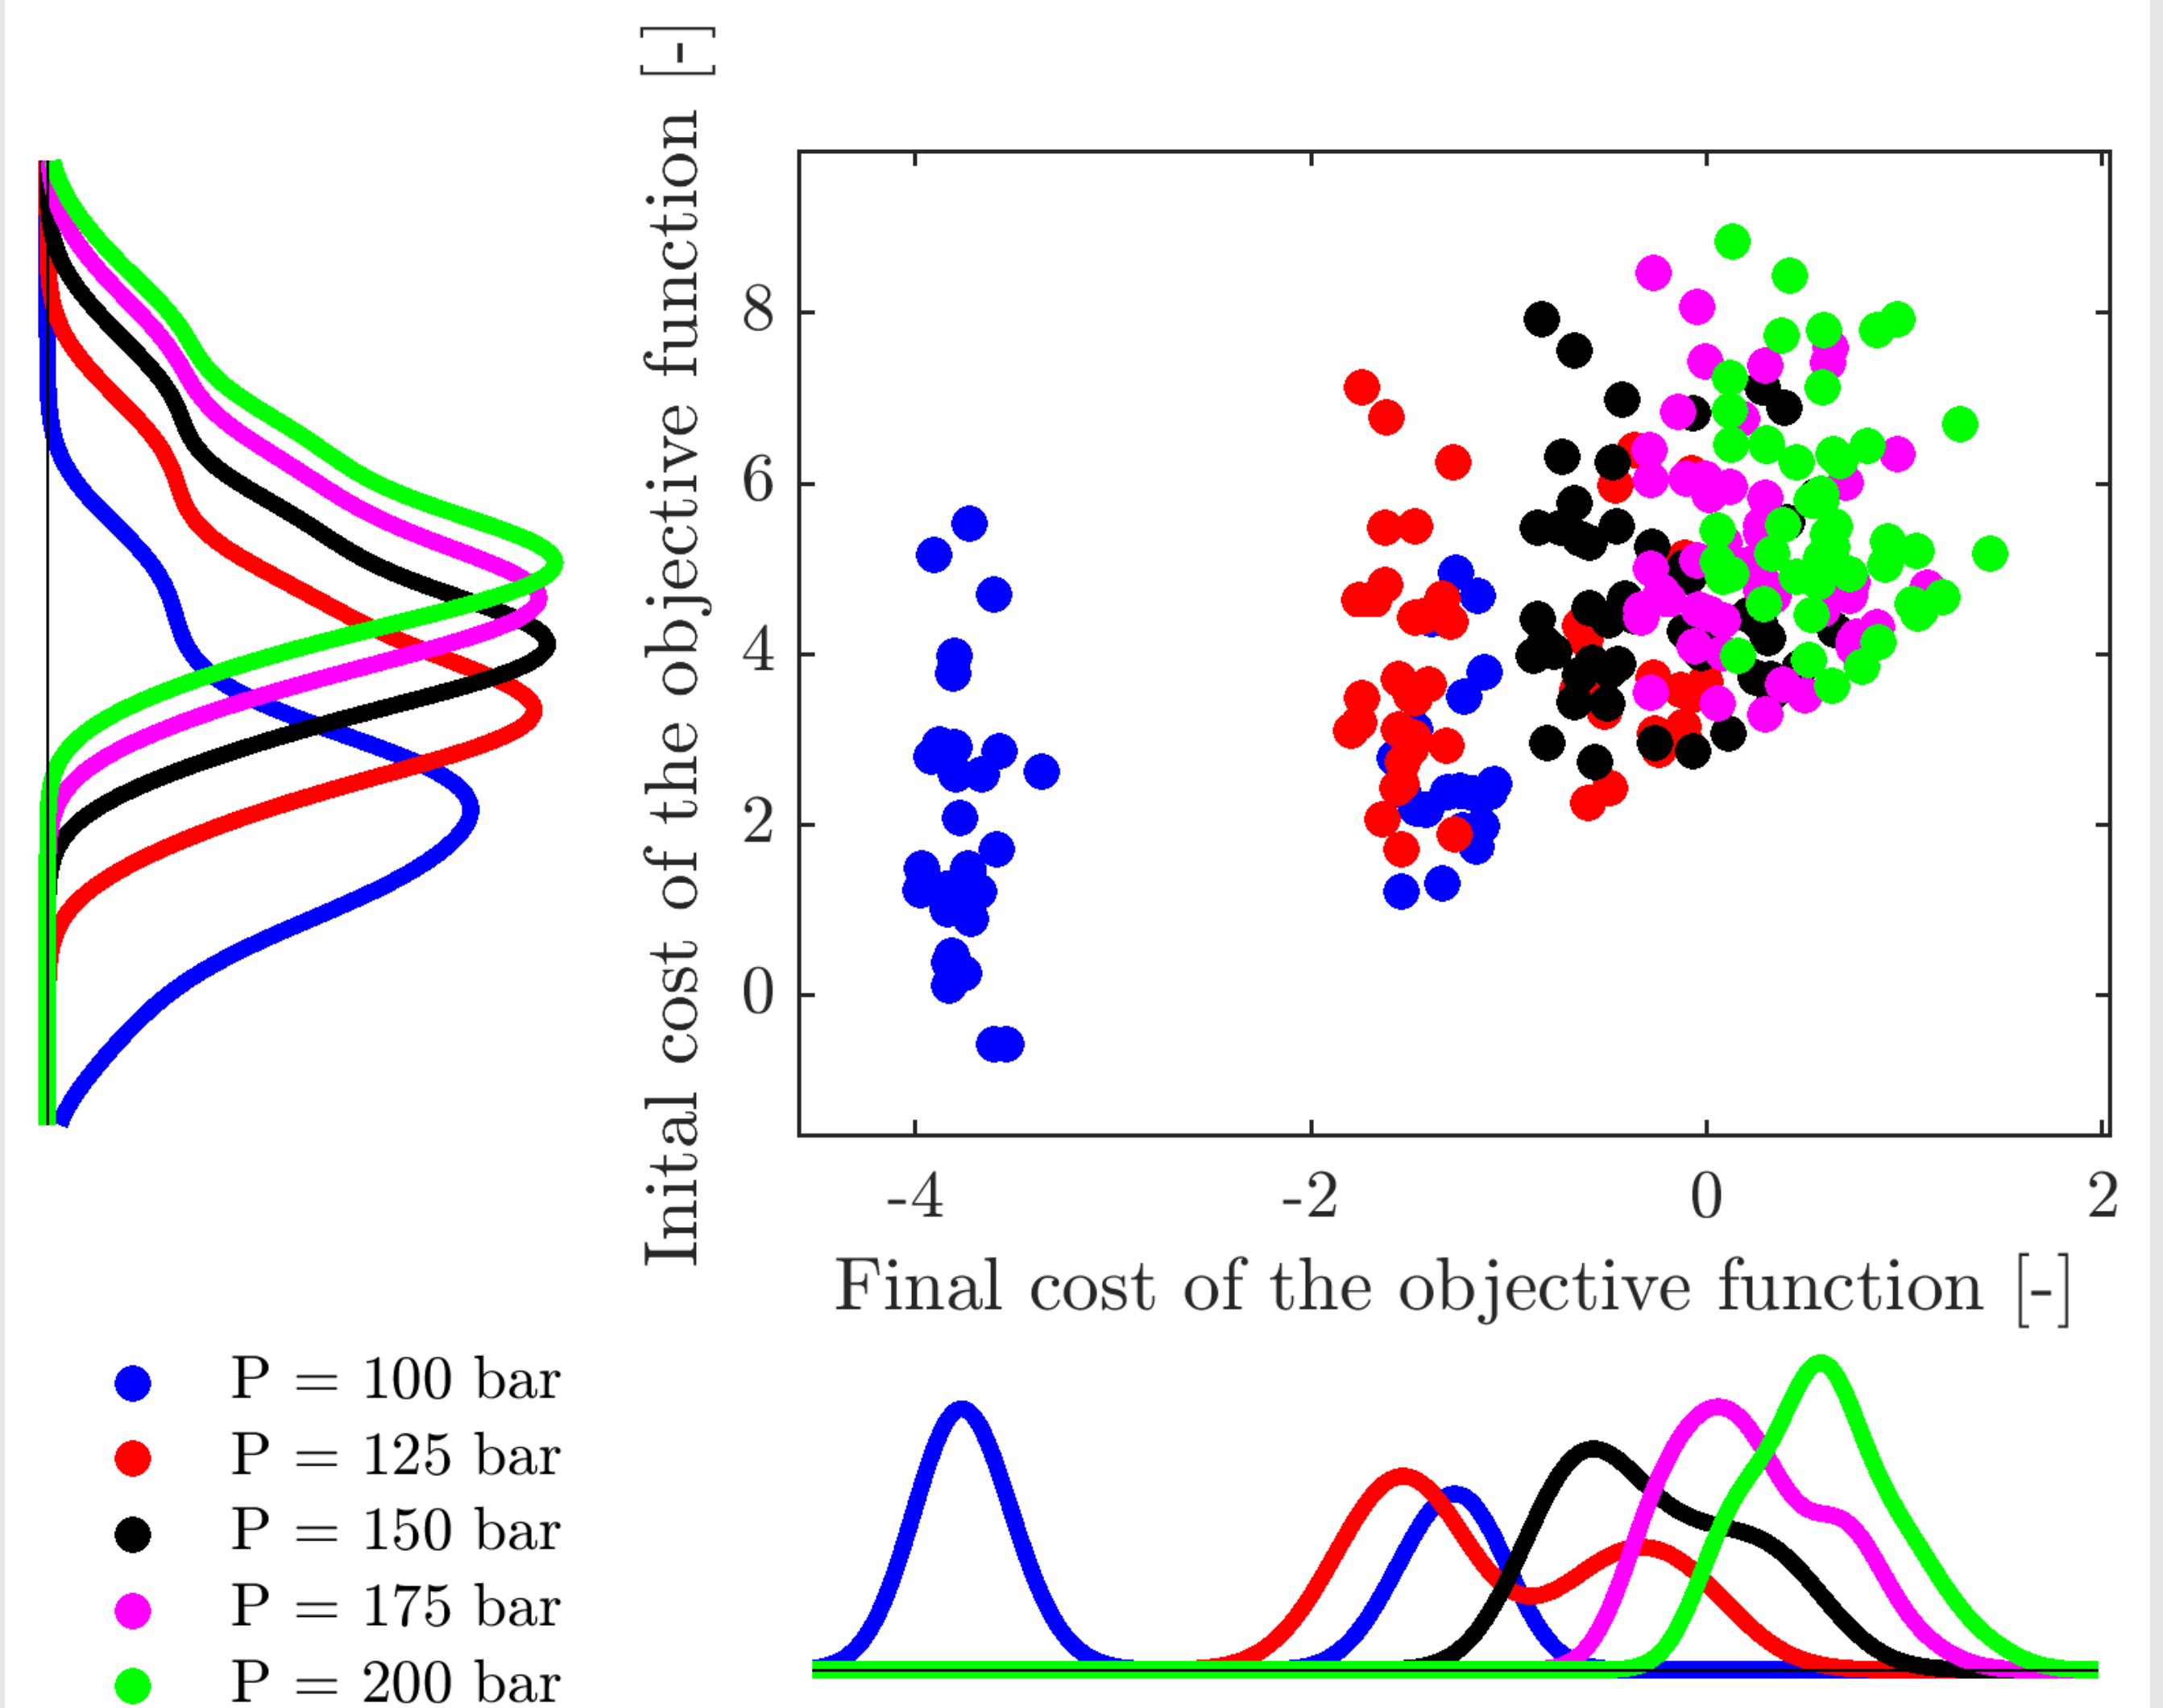 Inital cost of the objective function [-]
8
6
4
2
0
-4 -2 0 2
Final cost of the objective function [-]
P = 100 bar
P = 125 bar
P = 150 bar
P = 175 bar
P = 200 bar